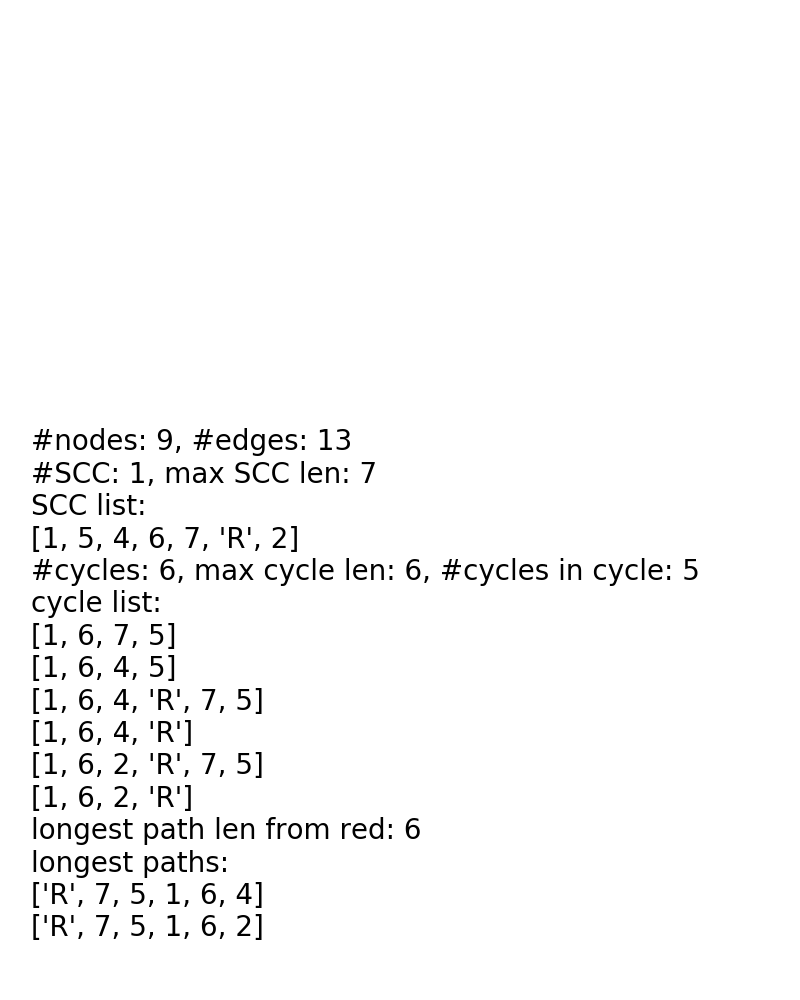 #nodes: 9, #edges: 13
#SCC: 1, max SCC len: 7
SCC list:
[1, 5, 4, 6, 7, 'R', 2]
#cycles: 6, max cycle len: 6, #cycles in cycle: 5
cycle list:
[1, 6, 7, 5]
[1, 6, 4, 5]
[1, 6, 4, 'R', 7, 5]
[1, 6, 4, 'R']
[1, 6, 2, 'R', 7, 5]
[1, 6, 2, 'R']
longest path len from red: 6
longest paths:
['R', 7, 5, 1, 6, 4]
['R', 7, 5, 1, 6, 2]